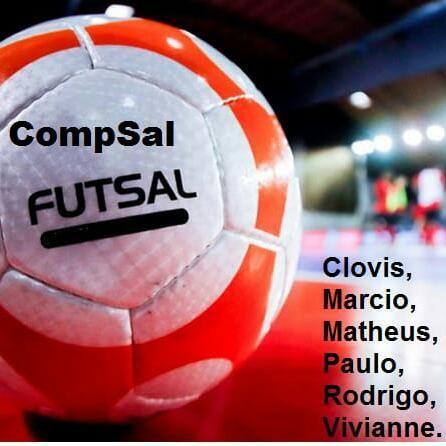 CompSal
FUTSAL
Clovis,
Marcio,
Matheus,
Paulo,
Rodrigo,
Vivianne.